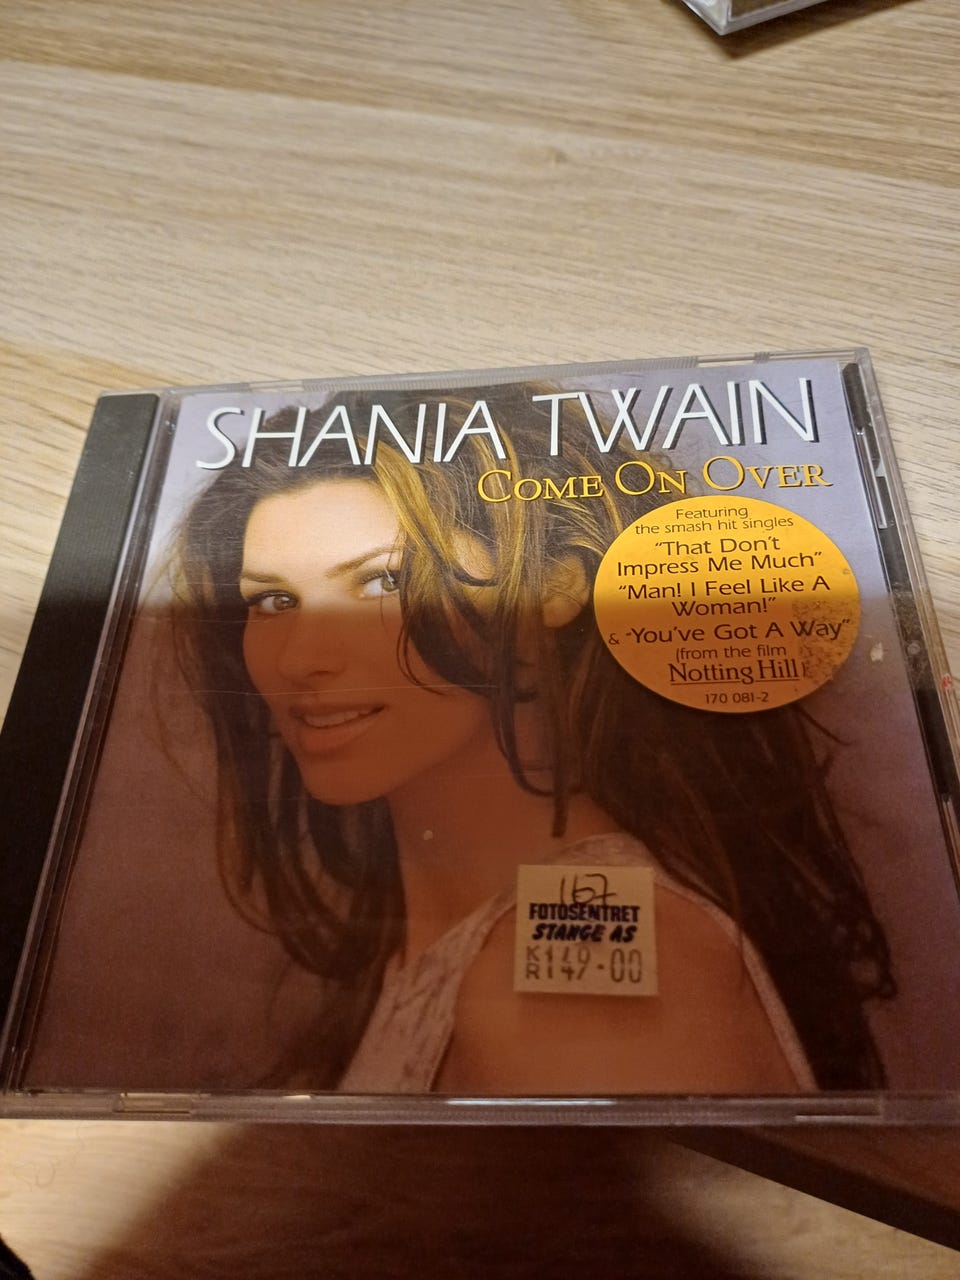 SHANIA TWAIN
COME ON OVER
Featuring
the smash hit singles
"That Don't
Impress Me Much"
"Man! I Feel Like A
Woman!"
& "You've Got A Way"
(from the film
Notting Hill)
170 081-2
167
FOTOSENTRET
STANGE AS
KR 149-00